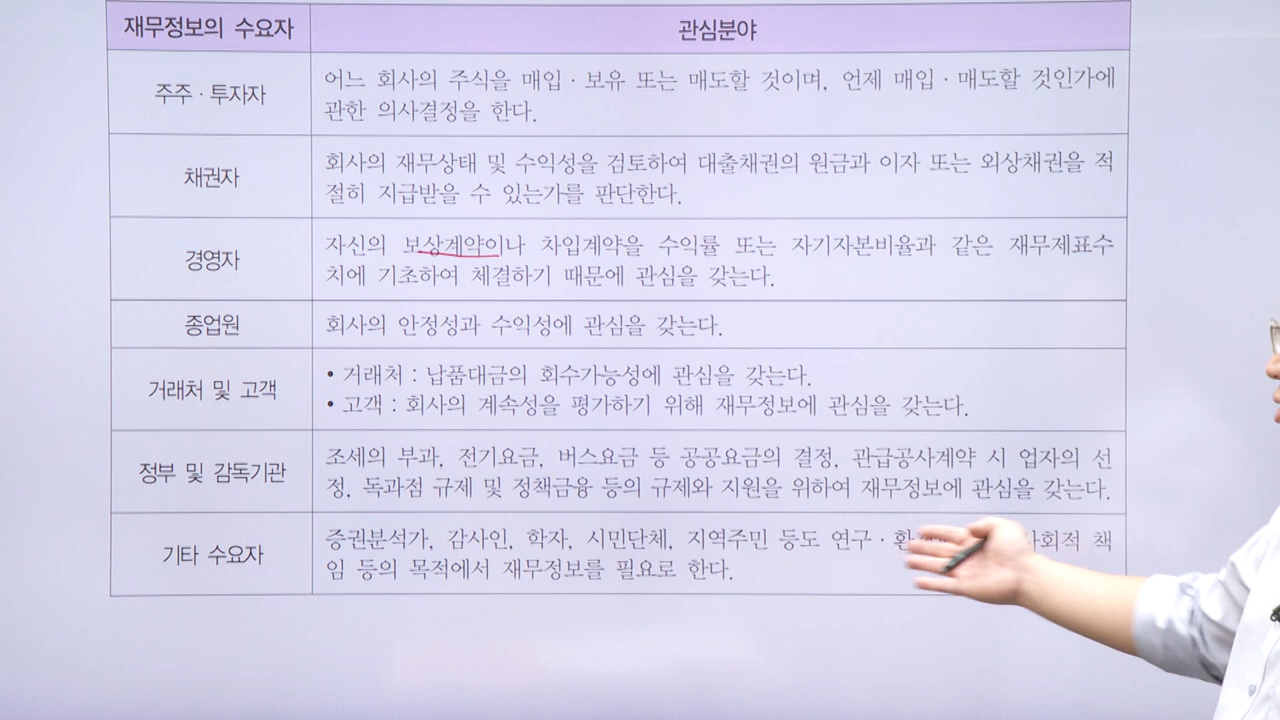 재무정보의 수요자
관심분야
주주 · 투자자
어느 회사의 주식을 매입 · 보유 또는 매도할 것이며, 언제 매입 · 매도할 것인가에
관한 의사결정을 한다.
채권자
회사의 재무상태 및 수익성을 검토하여 대출채권의 원금과 이자 또는 외상채권을 적
절히 지급받을 수 있는가를 판단한다.
경영자
자신의 보상계약이나 차입계약을 수익률 또는 자기자본비율과 같은 재무제표수
치에 기초하여 체결하기 때문에 관심을 갖는다.
종업원
회사의 안정성과 수익성에 관심을 갖는다.
거래처 및 고객
• 거래처 : 납품대금의 회수가능성에 관심을 갖는다.
• 고객 : 회사의 계속성을 평가하기 위해 재무정보에 관심을 갖는다.
정부 및 감독기관
조세의 부과, 전기요금, 버스요금 등 공공요금의 결정, 관급공사계약 시 업자의 선
정, 독과점 규제 및 정책금융 등의 규제와 지원을 위하여 재무정보에 관심을 갖는다.
기타 수요자
증권분석가, 감사인, 학자, 시민단체, 지역주민 등도 연구 · 책
임 등의 목적에서 재무정보를 필요로 한다.